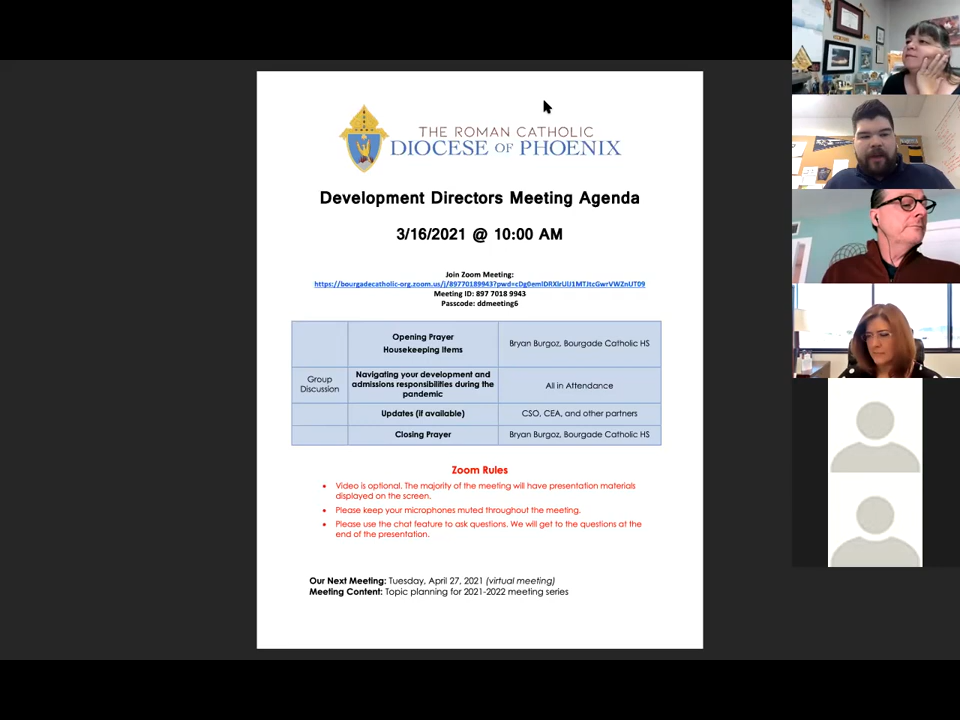 THE ROMAN CATHOLIC
DIOCESE OF PHOENIX
Development Directors Meeting Agenda
3/16/2021 @ 10:00 AM
Join Zoom Meeting:
Meeting ID: 897 7018 9943
Passcode: ddmeeting6
Opening Prayer
Housekeeping Items
Bryan Burgoz, Bourgade Catholic HS
Group
Discussion
Navigating your development and
admissions responsibilities during the
pandemic
All in Attendance
Updates (if available)
CSO, CEA, and other partners
Closing Prayer
Bryan Burgoz, Bourgade Catholic HS
Zoom Rules
• Video is optional. The majority of the meeting will have presentation materials
displayed on the screen.
• Please keep your microphones muted throughout the meeting.
• Please use the chat feature to ask questions. We will get to the questions at the
end of the presentation.
Our Next Meeting: Tuesday, April 27, 2021 (virtual meeting)
Meeting Content: Topic planning for 2021-2022 meeting series